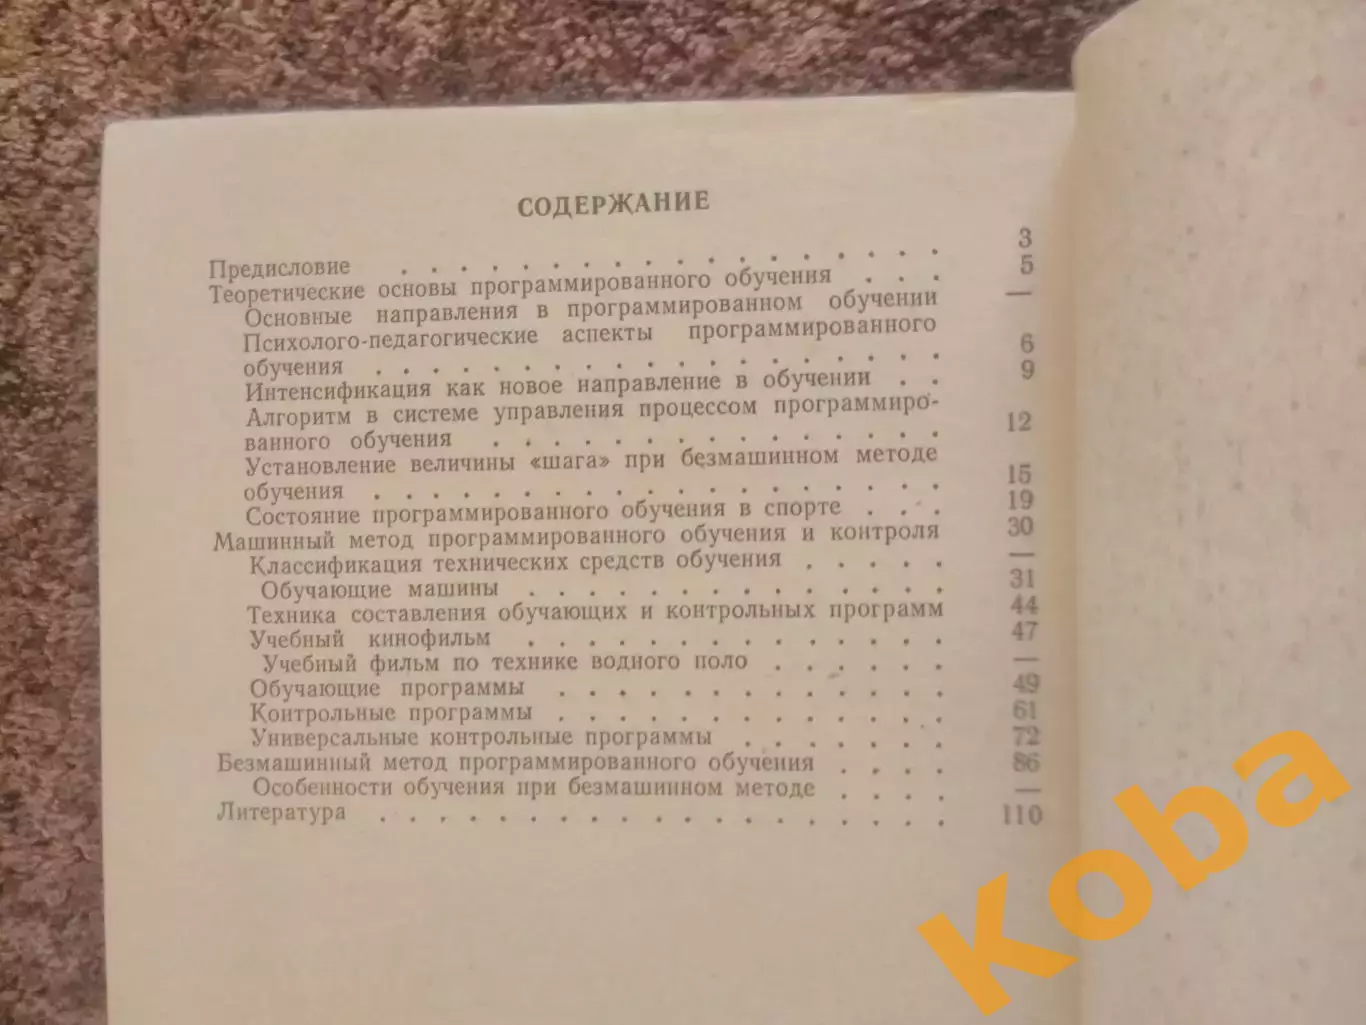 СОДЕРЖАНИЕ
Предисловие . . . . . . . . . . . . . . . . . . 3
Теоретические основы программированного обучения . . . 5
Основные направления в программированном обучении —
Психолого-педагогические аспекты программированного
обучения . . . . . . . . . . . . . . . . . . . 6
Интенсификация как новое направление в обучении . . 9
Алгоритм в системе управления процессом программиро-
ванного обучения . . . . . . . . . . . . . . . 12
Установление величины «шага» при безмашинном методе
обучения . . . . . . . . . . . . . . . . . . . 15
Состояние программированного обучения в спорте . . . 19
Машинный метод программированного обучения и контроля 30
Классификация технических средств обучения . . . . . —
Обучающие машины . . . . . . . . . . . . . . 31
Техника составления обучающих и контрольных программ 44
Учебный кинофильм . . . . . . . . . . . . . . 47
Учебный фильм по технике водного поло . . . . . . —
Обучающие программы . . . . . . . . . . . . . 49
Контрольные программы . . . . . . . . . . . . . 61
Универсальные контрольные программы . . . . . . . 72
Безмашинный метод программированного обучения . . . . 86
Особенности обучения при безмашинном методе . . . . —
Литература . . . . . . . . . . . . . . . . . . . 110
Koba